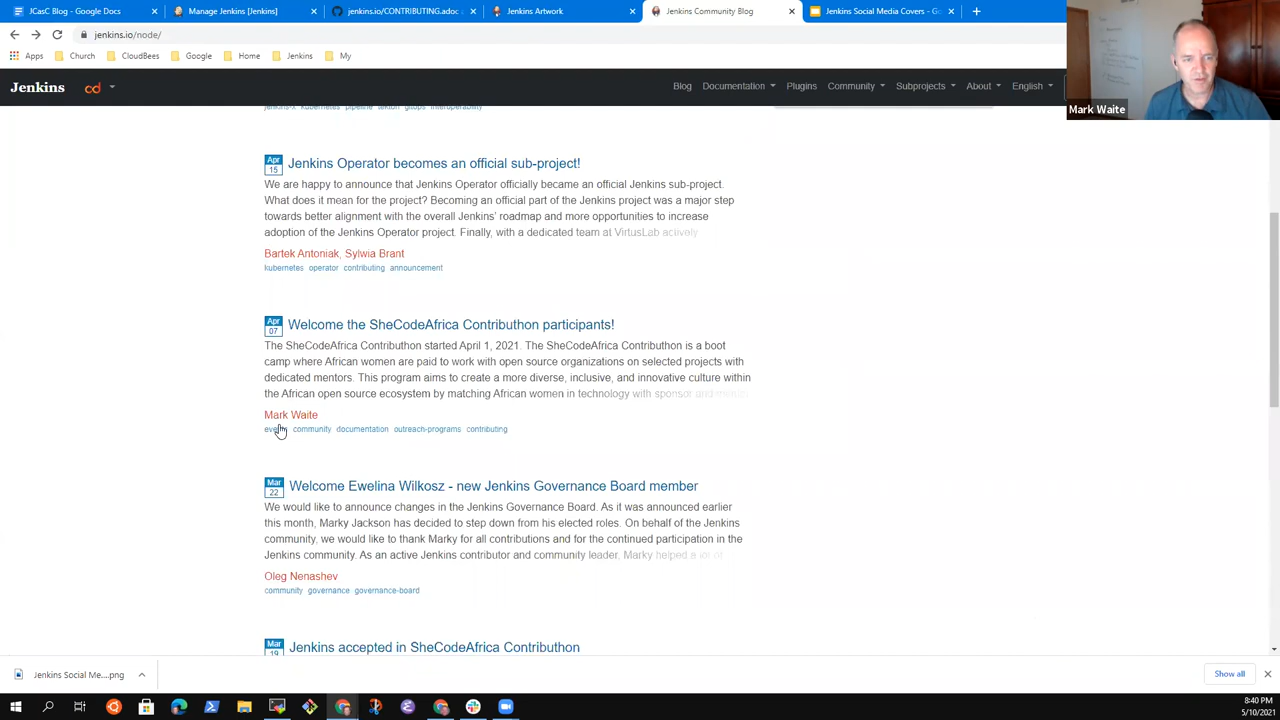 JCasC Blog - Google Docs
Manage Jenkins [Jenkins]
jenkins.io/CONTRIBUTING.adoc
Jenkins Artwork
Jenkins Community Blog
Jenkins Social Media Covers - Go
jenkins.io/node/
Apps
Church
CloudBees
Google
Home
Jenkins
My
Jenkins
cd
Blog
Documentation
Plugins
Community
Subprojects
About
English
Mark Waite
jenkins-x kubernetes pipeline tekton gitops interoperability
Apr
15
Jenkins Operator becomes an official sub-project!
We are happy to announce that Jenkins Operator officially became an official Jenkins sub-project.
What does it mean for the project? Becoming an official part of the Jenkins project was a major step
towards better alignment with the overall Jenkins' roadmap and more opportunities to increase
adoption of the Jenkins Operator project. Finally, with a dedicated team at VirtusLab actively
Bartek Antoniak, Sylwia Brant
kubernetes operator contributing announcement
Apr
07
Welcome the SheCodeAfrica Contributhon participants!
The SheCodeAfrica Contributhon started April 1, 2021. The SheCodeAfrica Contributhon is a boot
camp where African women are paid to work with open source organizations on selected projects with
dedicated mentors. This program aims to create a more diverse, inclusive, and innovative culture within
the African open source ecosystem by matching African women in technology with sponsor and
Mark Waite
community documentation outreach-programs contributing
Mar
22
Welcome Ewelina Wilkosz - new Jenkins Governance Board member
We would like to announce changes in the Jenkins Governance Board. As it was announced earlier
this month, Marky Jackson has decided to step down from his elected roles. On behalf of the Jenkins
community, we would like to thank Marky for all contributions and for the continued participation in the
Jenkins community. As an active Jenkins contributor and community leader, Marky helped a lot of
Oleg Nenashev
community governance governance-board
Mar
19
Jenkins accepted in SheCodeAfrica Contributhon
Jenkins Social Me....png
Show all
8:40 PM
5/10/2021